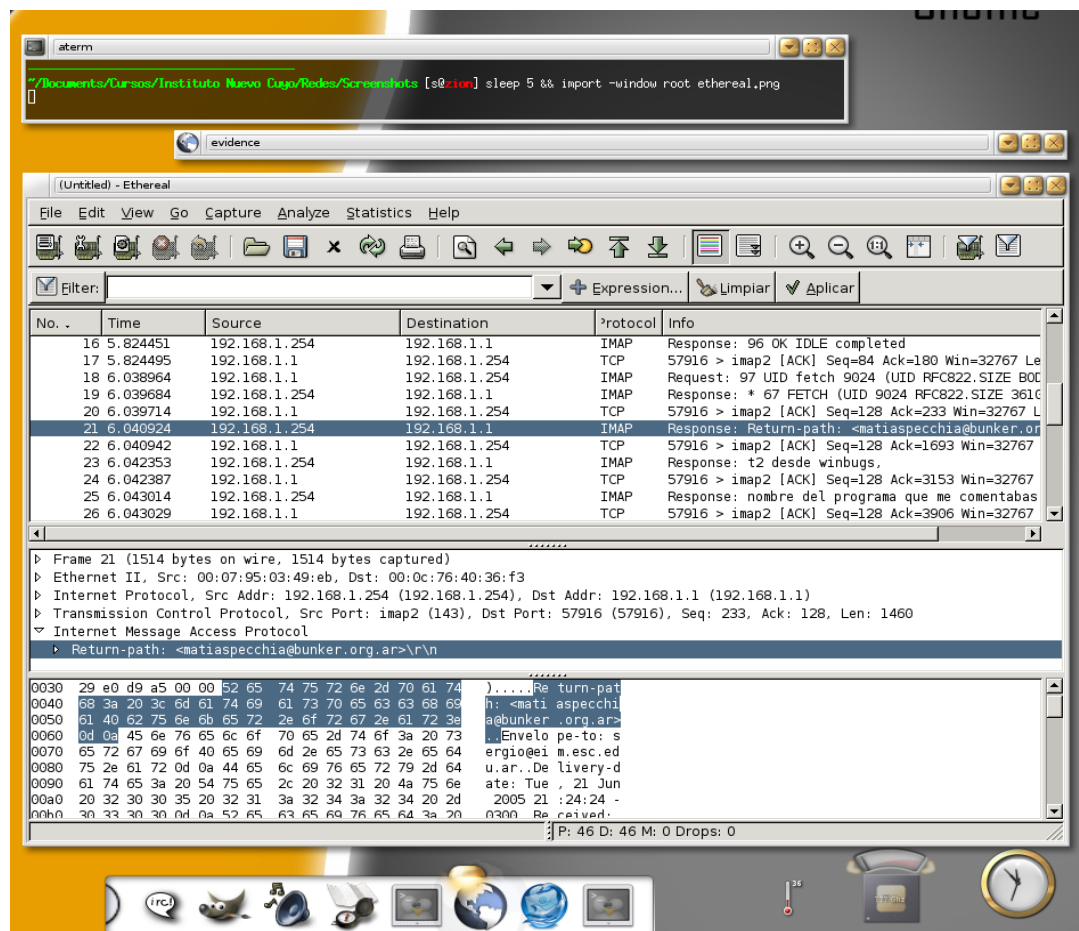 aterm
~/Documents/Cursos/Instituto Nuevo Cuyo/Redes/Screenshots [s@zion] sleep 5 && import -window root ethereal.png
evidence
(Untitled) - Ethereal
File Edit View Go Capture Analyze Statistics Help
Filter: Expression... Limpiar Aplicar
No. . Time Source Destination Protocol Info
16 5.824451 192.168.1.254 192.168.1.1 IMAP Response: 96 OK IDLE completed
17 5.824495 192.168.1.1 192.168.1.254 TCP 57916 > imap2 [ACK] Seq=84 Ack=180 Win=32767 Le
18 6.038964 192.168.1.1 192.168.1.254 IMAP Request: 97 UID fetch 9024 (UID RFC822.SIZE BOD
19 6.039684 192.168.1.254 192.168.1.1 IMAP Response: * 67 FETCH (UID 9024 RFC822.SIZE 3610
20 6.039714 192.168.1.1 192.168.1.254 TCP 57916 > imap2 [ACK] Seq=128 Ack=233 Win=32767 L
21 6.040924 192.168.1.254 192.168.1.1 IMAP Response: Return-path: <matiaspecchia@bunker.or
22 6.040942 192.168.1.1 192.168.1.254 TCP 57916 > imap2 [ACK] Seq=128 Ack=1693 Win=32767
23 6.042353 192.168.1.254 192.168.1.1 IMAP Response: t2 desde winbugs,
24 6.042387 192.168.1.1 192.168.1.254 TCP 57916 > imap2 [ACK] Seq=128 Ack=3153 Win=32767
25 6.043014 192.168.1.254 192.168.1.1 IMAP Response: nombre del programa que me comentabas
26 6.043029 192.168.1.1 192.168.1.254 TCP 57916 > imap2 [ACK] Seq=128 Ack=3906 Win=32767
Frame 21 (1514 bytes on wire, 1514 bytes captured)
Ethernet II, Src: 00:07:95:03:49:eb, Dst: 00:0c:76:40:36:f3
Internet Protocol, Src Addr: 192.168.1.254 (192.168.1.254), Dst Addr: 192.168.1.1 (192.168.1.1)
Transmission Control Protocol, Src Port: imap2 (143), Dst Port: 57916 (57916), Seq: 233, Ack: 128, Len: 1460
Internet Message Access Protocol
Return-path: <matiaspecchia@bunker.org.ar>\r\n
0030 29 e0 d9 a5 00 00 52 65 74 75 72 6e 2d 70 61 74 ).....Re turn-pat
0040 68 3a 20 3c 6d 61 74 69 61 73 70 65 63 63 68 69 h: <mati aspecchi
0050 61 40 62 75 6e 6b 65 72 2e 6f 72 67 2e 61 72 3e a@bunker .org.ar>
0060 0d 0a 45 6e 76 65 6c 6f 70 65 2d 74 6f 3a 20 73 ..Envelo pe-to: s
0070 65 72 67 69 6f 40 65 69 6d 2e 65 73 63 2e 65 64 ergio@ei m.esc.ed
0080 75 2e 61 72 0d 0a 44 65 6c 69 76 65 72 79 2d 64 u.ar..De livery-d
0090 61 74 65 3a 20 54 75 65 2c 20 32 31 20 4a 75 6e ate: Tue , 21 Jun
00a0 20 32 30 30 35 20 32 31 3a 32 34 3a 32 34 20 2d 2005 21 :24:24 -
00b0 30 33 30 30 0d 0a 52 65 63 65 69 76 65 64 3a 20 0300..Re ceived:
P: 46 D: 46 M: 0 Drops: 0
irc!
36